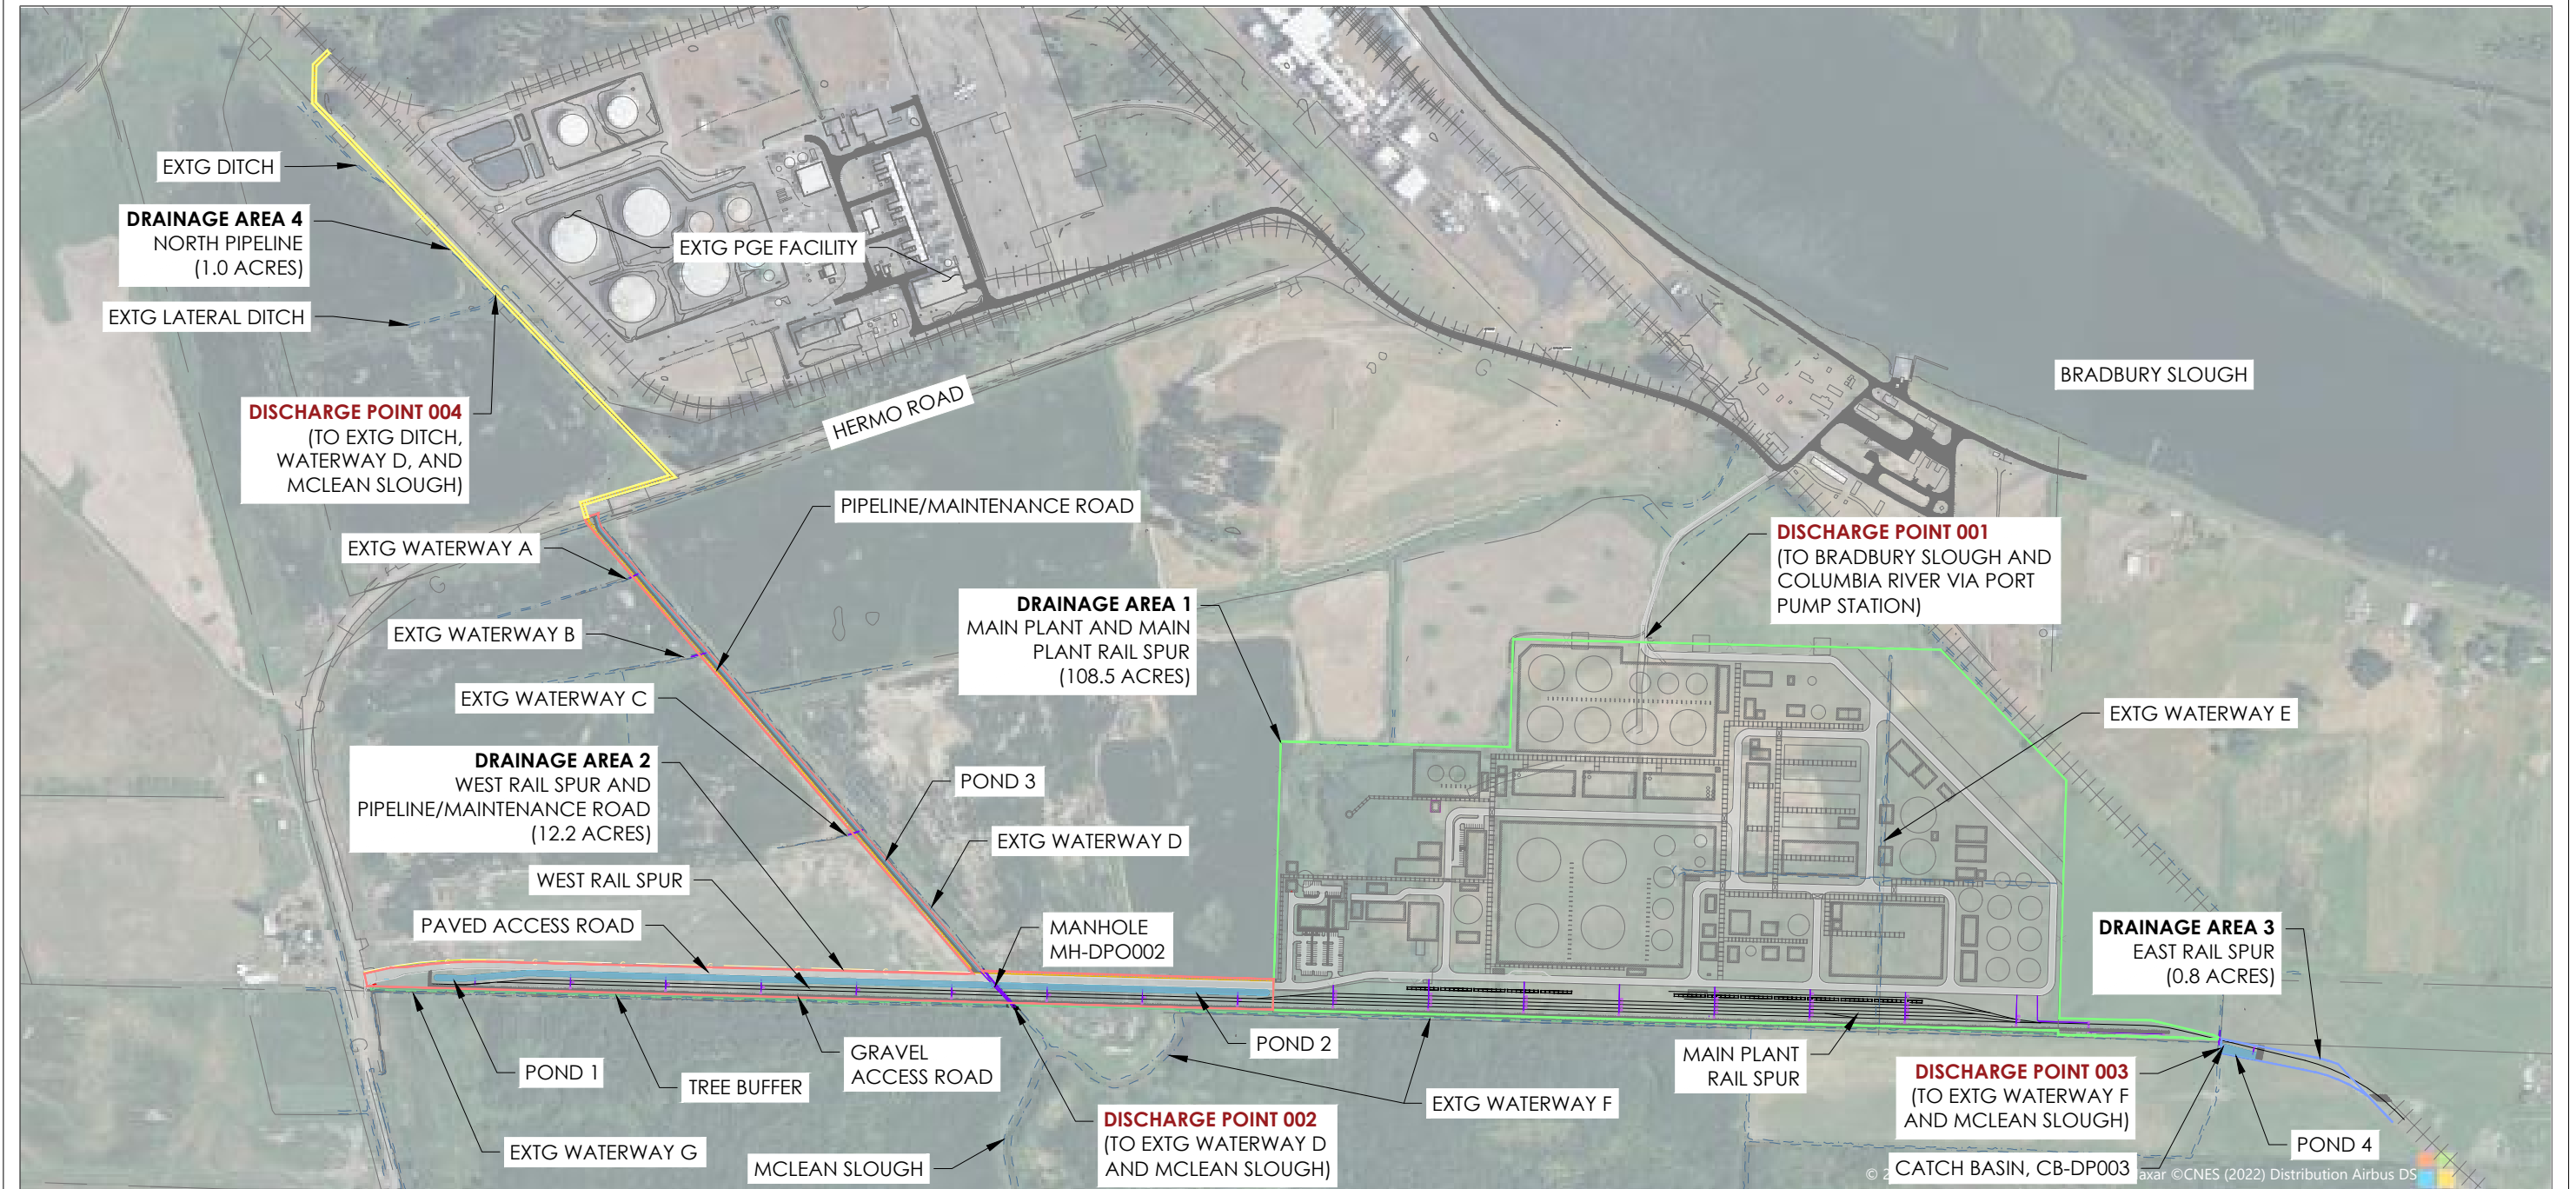 EXTG DITCH
DRAINAGE AREA 4
NORTH PIPELINE
(1.0 ACRES)
EXTG LATERAL DITCH
EXTG PGE FACILITY
DISCHARGE POINT 004
(TO EXTG DITCH,
WATERWAY D, AND
MCLEAN SLOUGH)
HERMO ROAD
BRADBURY SLOUGH
PIPELINE/MAINTENANCE ROAD
EXTG WATERWAY A
DISCHARGE POINT 001
(TO BRADBURY SLOUGH AND
COLUMBIA RIVER VIA PORT
PUMP STATION)
EXTG WATERWAY B
DRAINAGE AREA 1
MAIN PLANT AND MAIN
PLANT RAIL SPUR
(108.5 ACRES)
EXTG WATERWAY C
EXTG WATERWAY E
DRAINAGE AREA 2
WEST RAIL SPUR AND
PIPELINE/MAINTENANCE ROAD
(12.2 ACRES)
POND 3
EXTG WATERWAY D
WEST RAIL SPUR
PAVED ACCESS ROAD
MANHOLE
MH-DPO002
DRAINAGE AREA 3
EAST RAIL SPUR
(0.8 ACRES)
POND 1
TREE BUFFER
GRAVEL
ACCESS ROAD
POND 2
MAIN PLANT
RAIL SPUR
EXTG WATERWAY F
DISCHARGE POINT 003
(TO EXTG WATERWAY F
AND MCLEAN SLOUGH)
POND 4
EXTG WATERWAY G
MCLEAN SLOUGH
DISCHARGE POINT 002
(TO EXTG WATERWAY D
AND MCLEAN SLOUGH)
CATCH BASIN, CB-DP003
©CNES (2022) Distribution Airbus DS
G
G
G
G